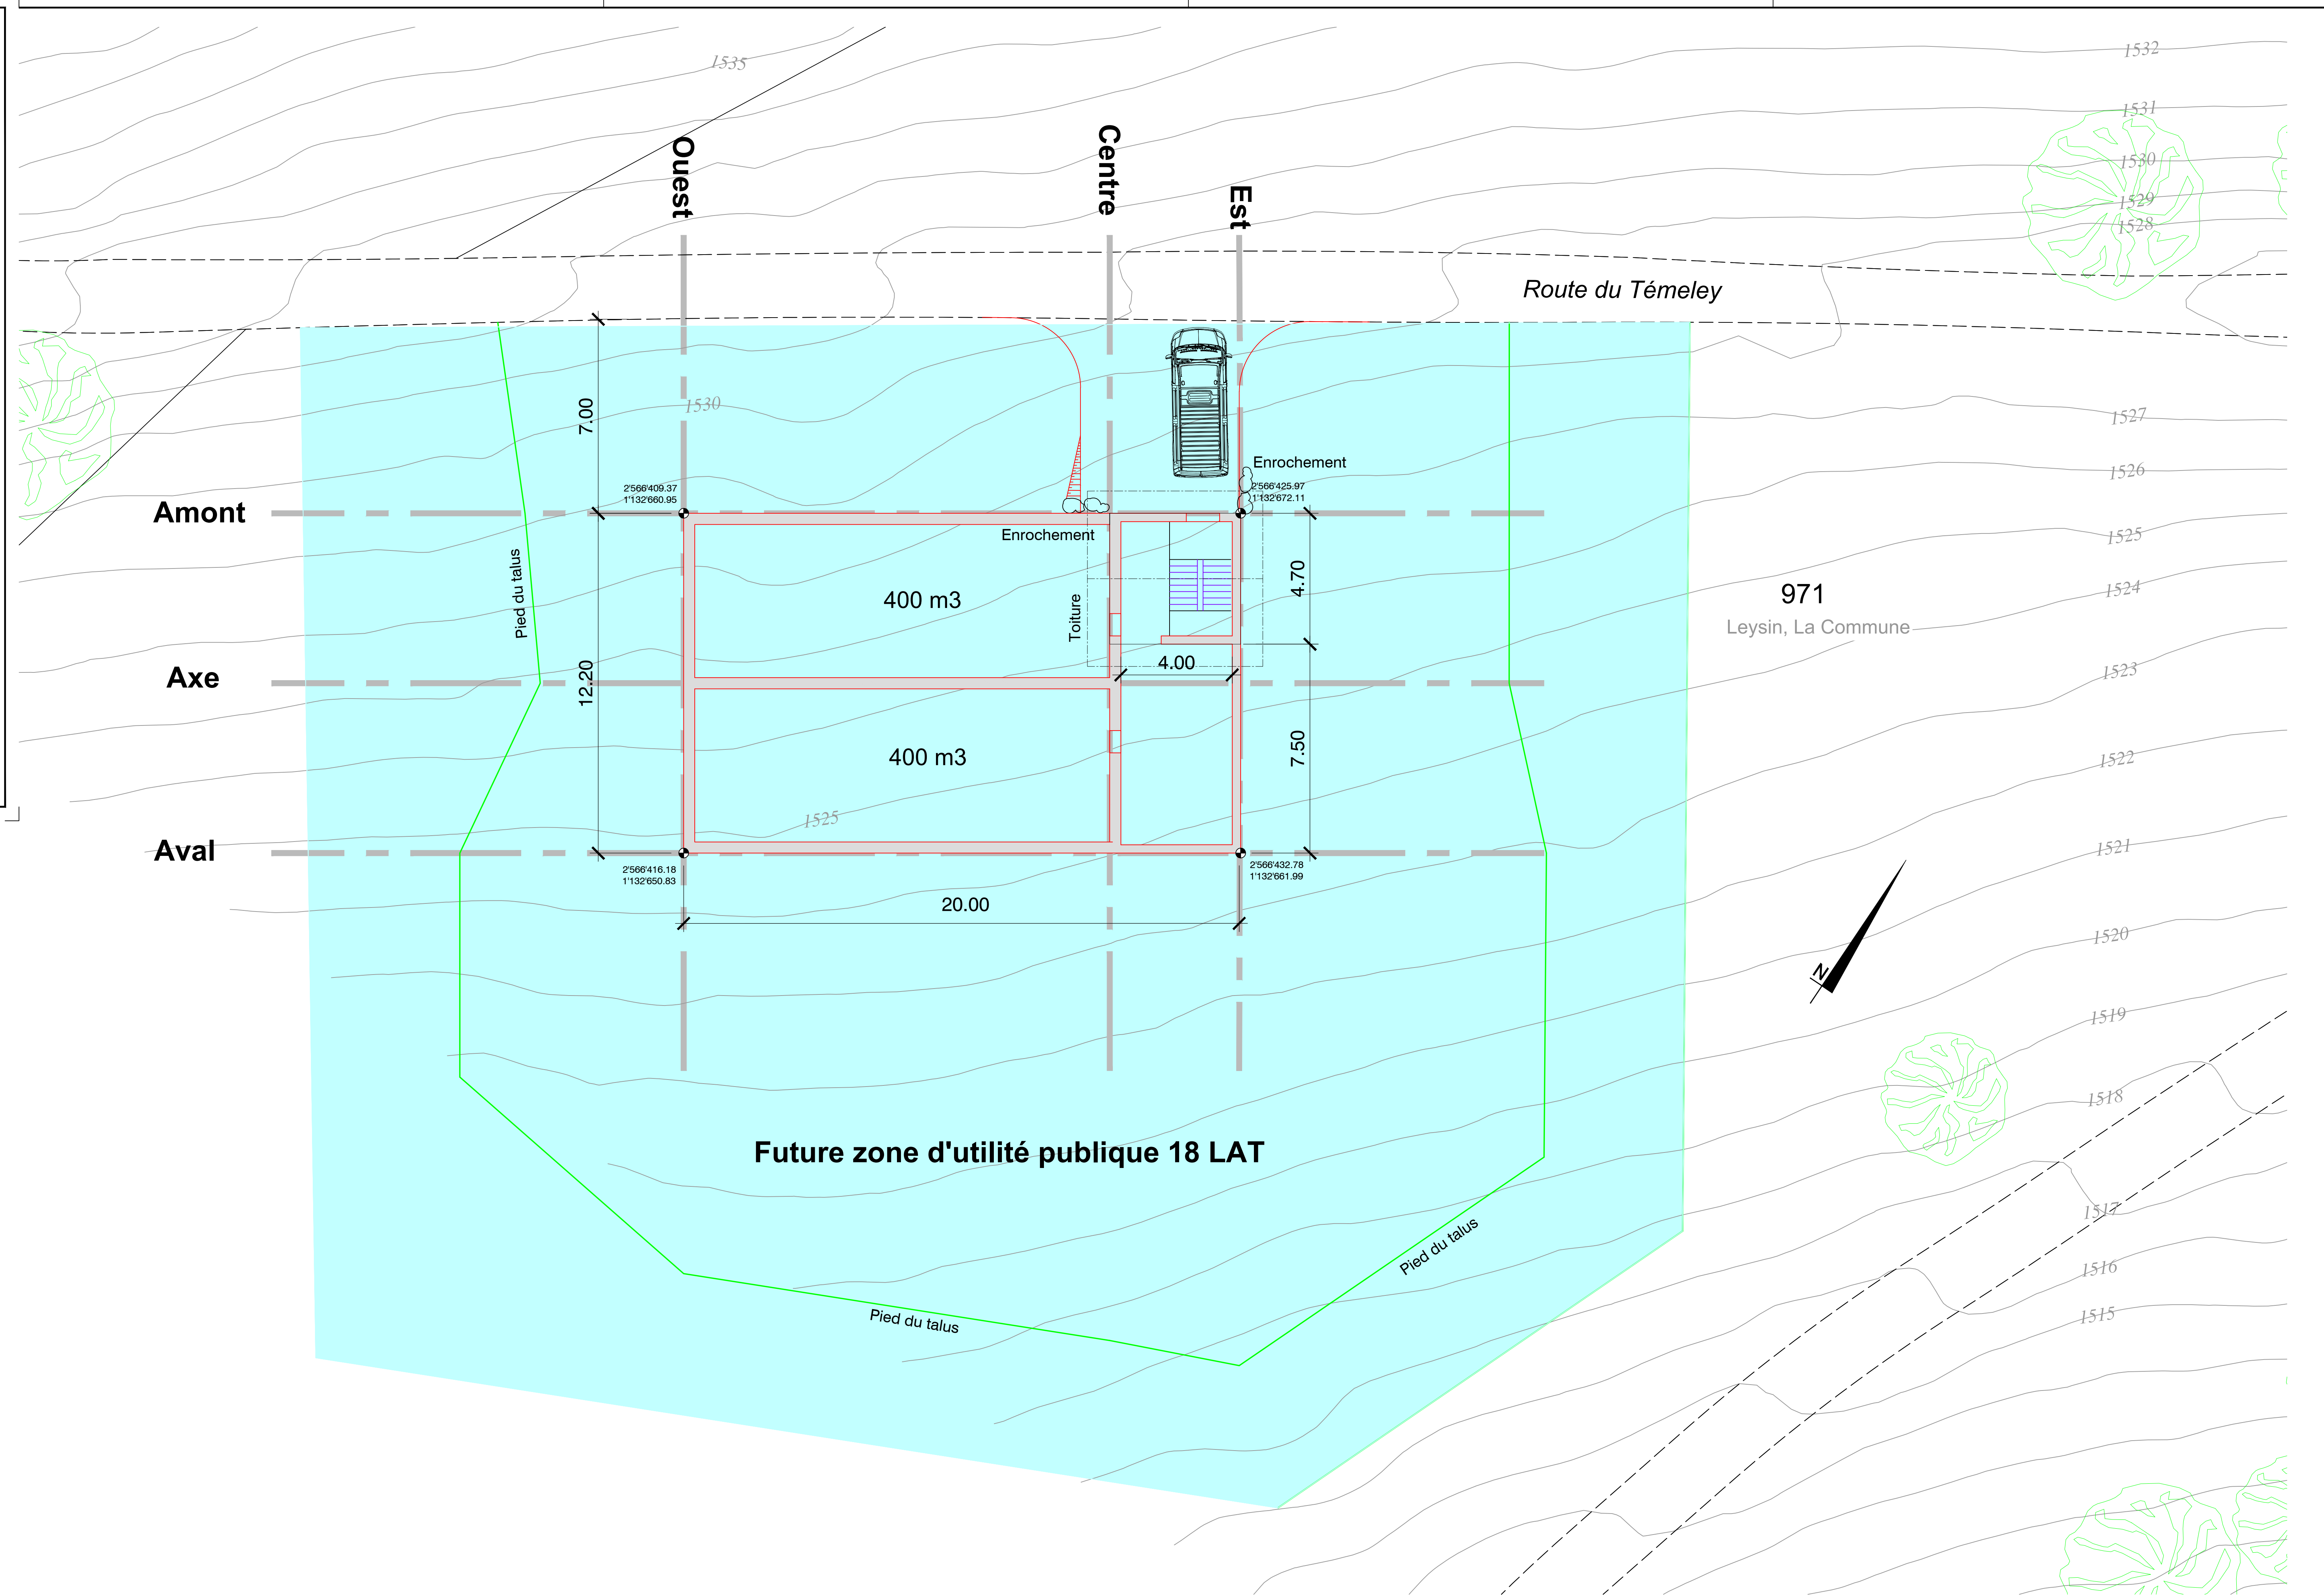 1532
1535
1531
Ouest
Centre
Est
1530
1529
1528
Route du Témeley
7.00
1530
1527
Enrochement
1526
2'566'409.37
1'132'660.95
2'566'425.97
1'132'672.11
Amont
Enrochement
1525
Pied du talus
400 m3
Toiture
4.70
971
Leysin, La Commune
1524
4.00
Axe
12.20
1523
400 m3
7.50
1522
1525
Aval
1521
2'566'416.18
1'132'650.83
2'566'432.78
1'132'661.99
20.00
1520
N
1519
1518
Future zone d'utilité publique 18 LAT
1517
Pied du talus
1516
Pied du talus
1515